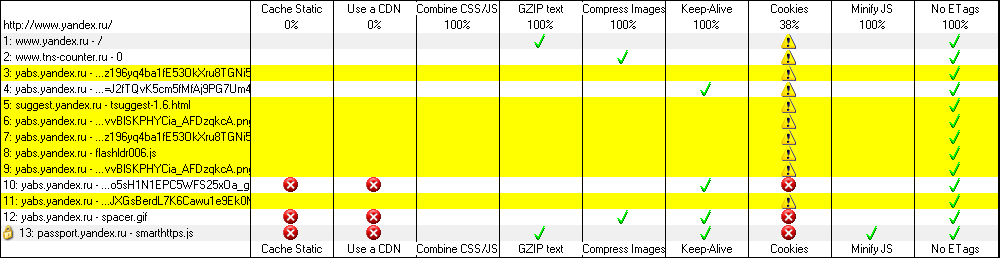 Cache Static Use a CDN Combine CSS/JS GZIP text Compress Images Keep-Alive Cookies Minify JS No ETags
http://www.yandex.ru/ 0% 0% 100% 100% 100% 100% 38% 100% 100%
1: www.yandex.ru - /
2: www.tns-counter.ru - 0
3: yabs.yandex.ru - ...z196yq4ba1fE53OkXru8TGNi5
4: yabs.yandex.ru - ...=J2fTQvK5cm5fMfAj9PG7Um4
5: suggest.yandex.ru - tsuggest-1.6.html
6: yabs.yandex.ru - ...vvBISKPHYCia_AFDzqkcA.png
7: yabs.yandex.ru - ...z196yq4ba1fE53OkXru8TGNi5
8: yabs.yandex.ru - flashldr006.js
9: yabs.yandex.ru - ...vvBISKPHYCia_AFDzqkcA.png
10: yabs.yandex.ru - ...o5sH1N1EPC5WFS25xOa_g
11: yabs.yandex.ru - ...JXGsBerdL7K6Cawu1e9Ek0N
12: yabs.yandex.ru - spacer.gif
13: passport.yandex.ru - smarthttps.js
Cache Static Use a CDN Combine CSS/JS GZIP text Compress Images Keep-Alive Cookies Minify JS No ETags